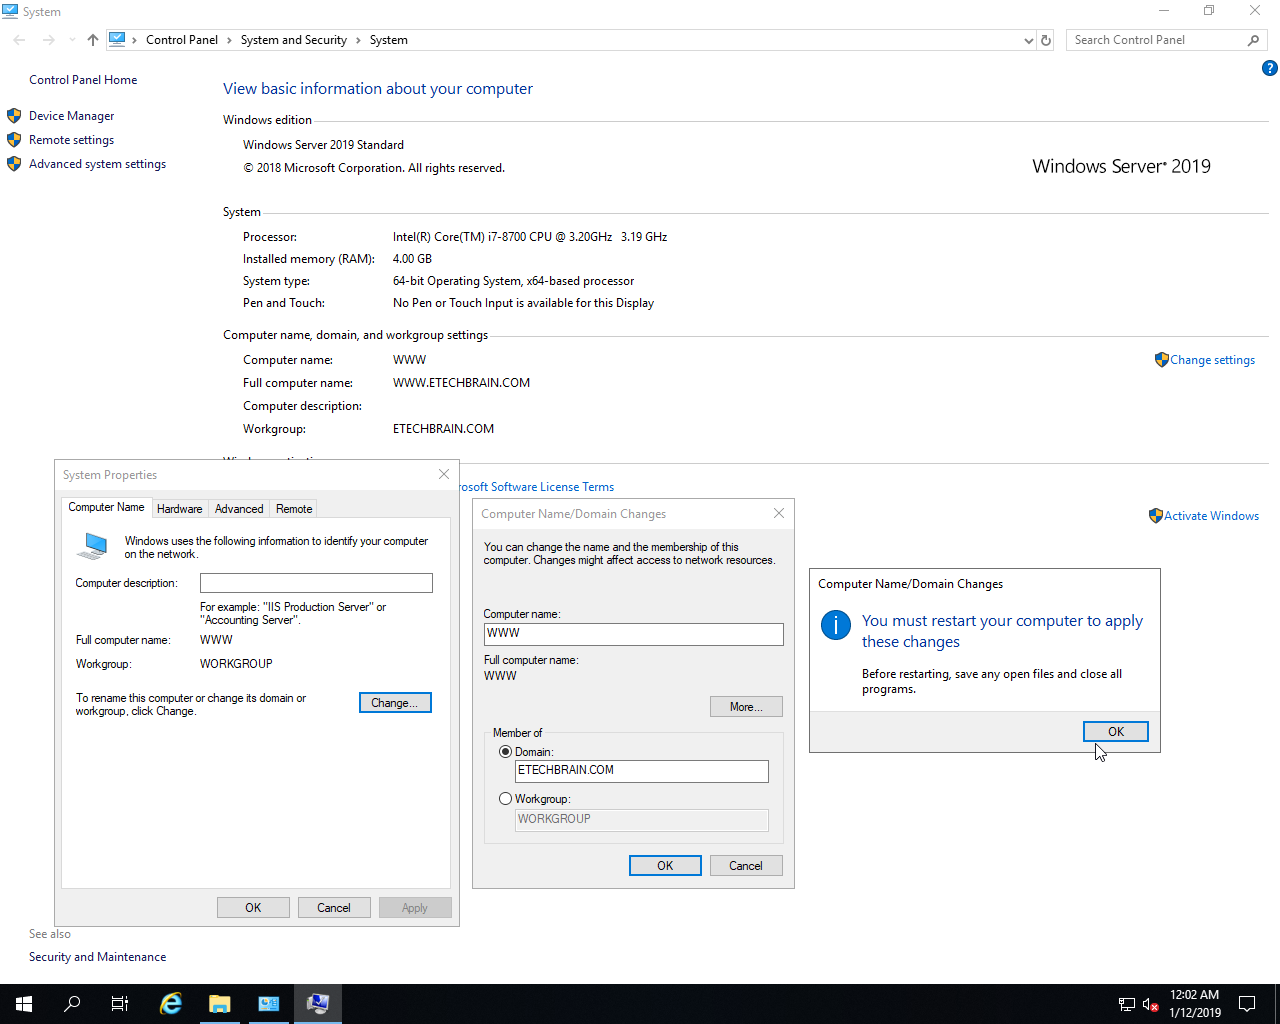 System
Control Panel > System and Security > System
Search Control Panel
Control Panel Home
Device Manager
Remote settings
Advanced system settings
View basic information about your computer
Windows edition
Windows Server 2019 Standard
© 2018 Microsoft Corporation. All rights reserved.
Windows Server® 2019
System
Processor: Intel(R) Core(TM) i7-8700 CPU @ 3.20GHz 3.19 GHz
Installed memory (RAM): 4.00 GB
System type: 64-bit Operating System, x64-based processor
Pen and Touch: No Pen or Touch Input is available for this Display
Computer name, domain, and workgroup settings
Computer name: WWW
Change settings
Full computer name: WWW.ETECHBRAIN.COM
Computer description:
Workgroup: ETECHBRAIN.COM
rosoft Software License Terms
Activate Windows
System Properties
Computer Name Hardware Advanced Remote
Windows uses the following information to identify your computer
on the network.
Computer description:
For example: "IIS Production Server" or
"Accounting Server".
Full computer name: WWW
Workgroup: WORKGROUP
To rename this computer or change its domain or
workgroup, click Change.
Change...
OK Cancel Apply
Computer Name/Domain Changes
You can change the name and the membership of this
computer. Changes might affect access to network resources.
Computer name:
WWW
Full computer name:
WWW
More...
Member of
Domain:
ETECHBRAIN.COM
Workgroup:
WORKGROUP
OK Cancel
Computer Name/Domain Changes
You must restart your computer to apply
these changes
Before restarting, save any open files and close all
programs.
OK
See also
Security and Maintenance
12:02 AM
1/12/2019